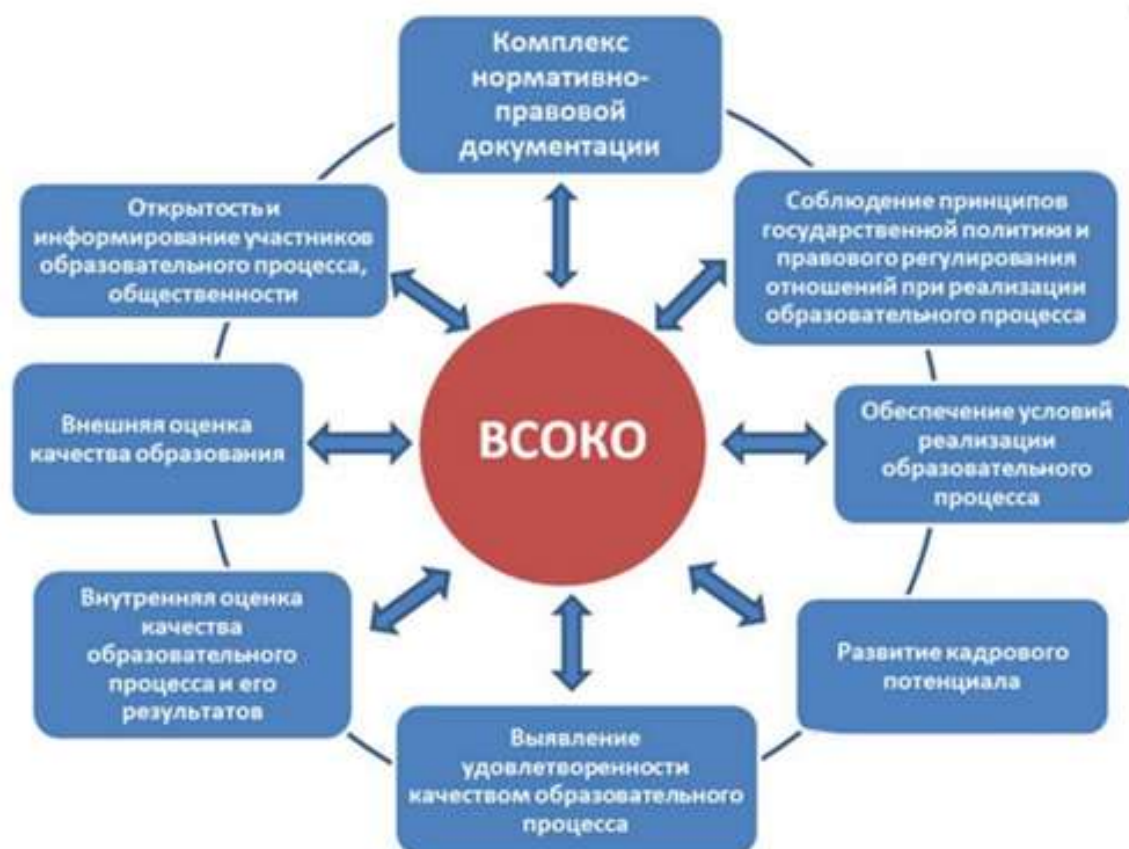 Комплекс
нормативно-
правовой
документации
Соблюдение принципов
государственной политики и
правового регулирования
отношений при реализации
образовательного процесса
Обеспечение условий
реализации
образовательного
процесса
Развитие кадрового
потенциала
Выявление
удовлетворенности
качеством образовательного
процесса
Внутренняя оценка
качества
образовательного
процесса и его
результатов
Внешняя оценка
качества образования
Открытость и
информирование участников
образовательного процесса,
общественности
ВСОКО